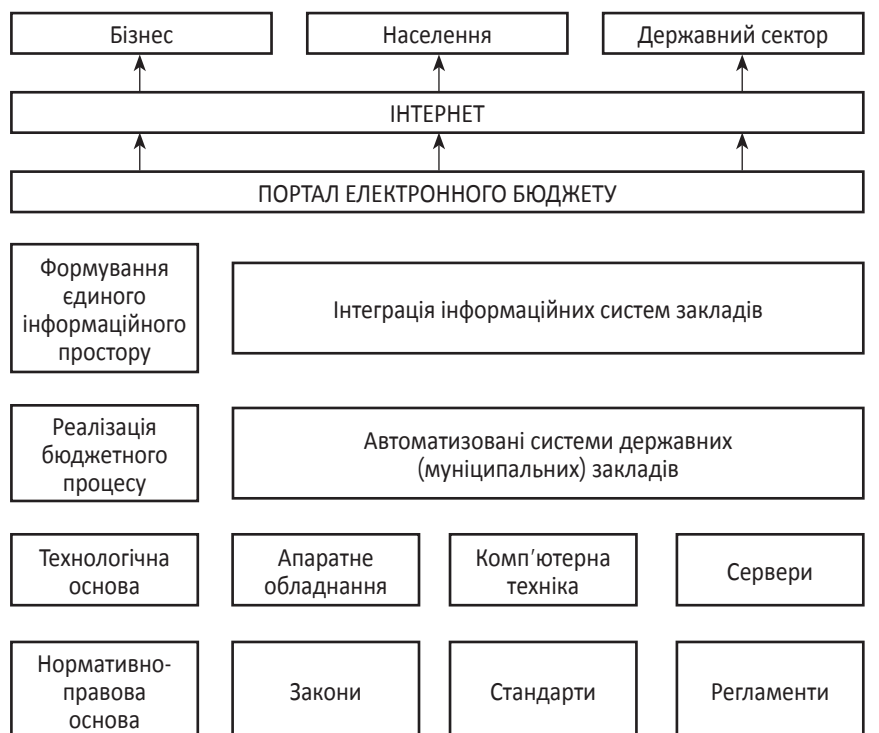 Бізнес
Населення
Державний сектор
ІНТЕРНЕТ
ПОРТАЛ ЕЛЕКТРОННОГО БЮДЖЕТУ
Формування
єдиного
інформаційного
простору
Інтеграція інформаційних систем закладів
Реалізація
бюджетного
процесу
Автоматизовані системи державних
(муніципальних) закладів
Технологічна
основа
Апаратне
обладнання
Комп'ютерна
техніка
Сервери
Нормативно-
правова
основа
Закони
Стандарти
Регламенти